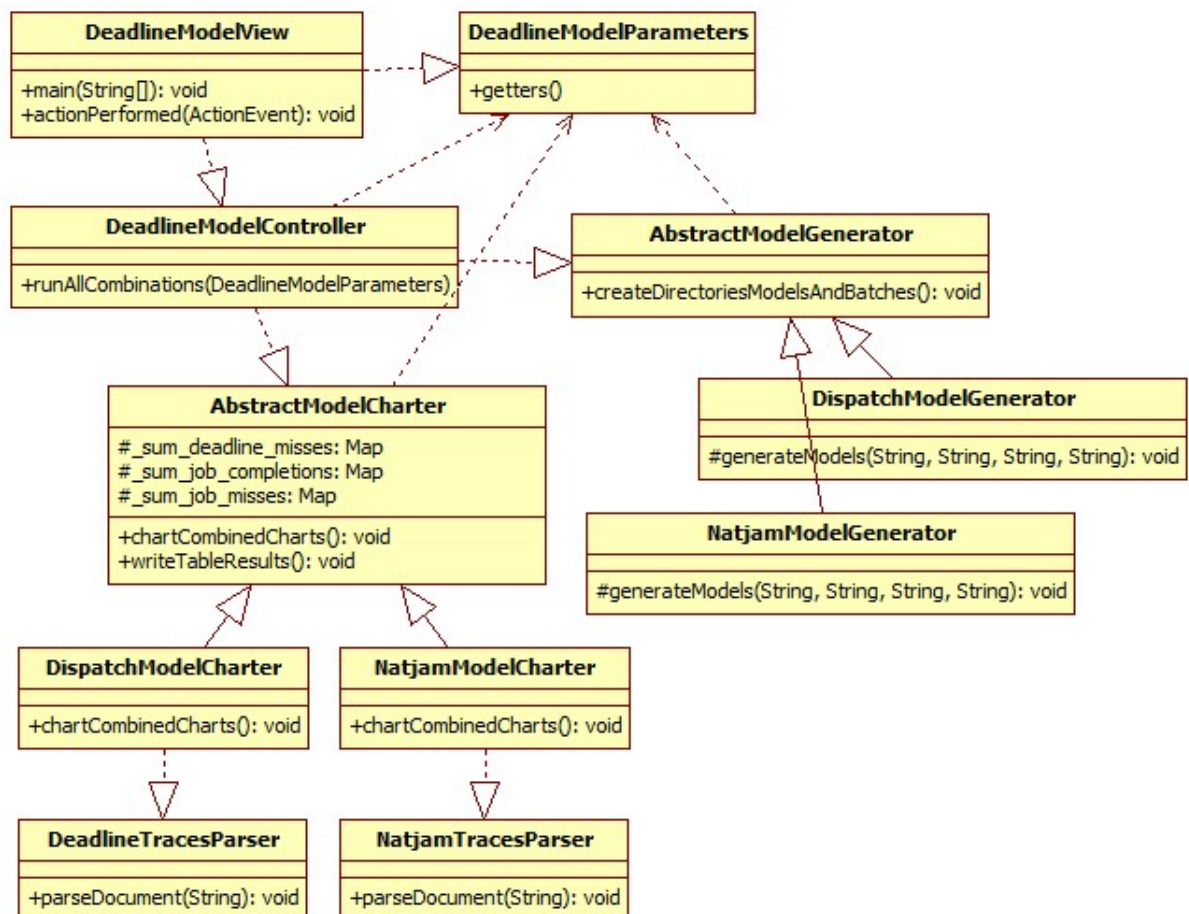 DeadlineModelView
+main(String[]): void
+actionPerformed(ActionEvent): void
DeadlineModelParameters
+getters()
DeadlineModelController
+runAllCombinations(DeadlineModelParameters)
AbstractModelGenerator
+createDirectoriesModelsAndBatches(): void
AbstractModelCharter
#_sum_deadline_misses: Map
#_sum_job_completions: Map
#_sum_job_misses: Map
+chartCombinedCharts(): void
+writeTableResults(): void
DispatchModelGenerator
#generateModels(String, String, String, String): void
NatjamModelGenerator
#generateModels(String, String, String, String): void
DispatchModelCharter
+chartCombinedCharts(): void
NatjamModelCharter
+chartCombinedCharts(): void
DeadlineTracesParser
+parseDocument(String): void
NatjamTracesParser
+parseDocument(String): void